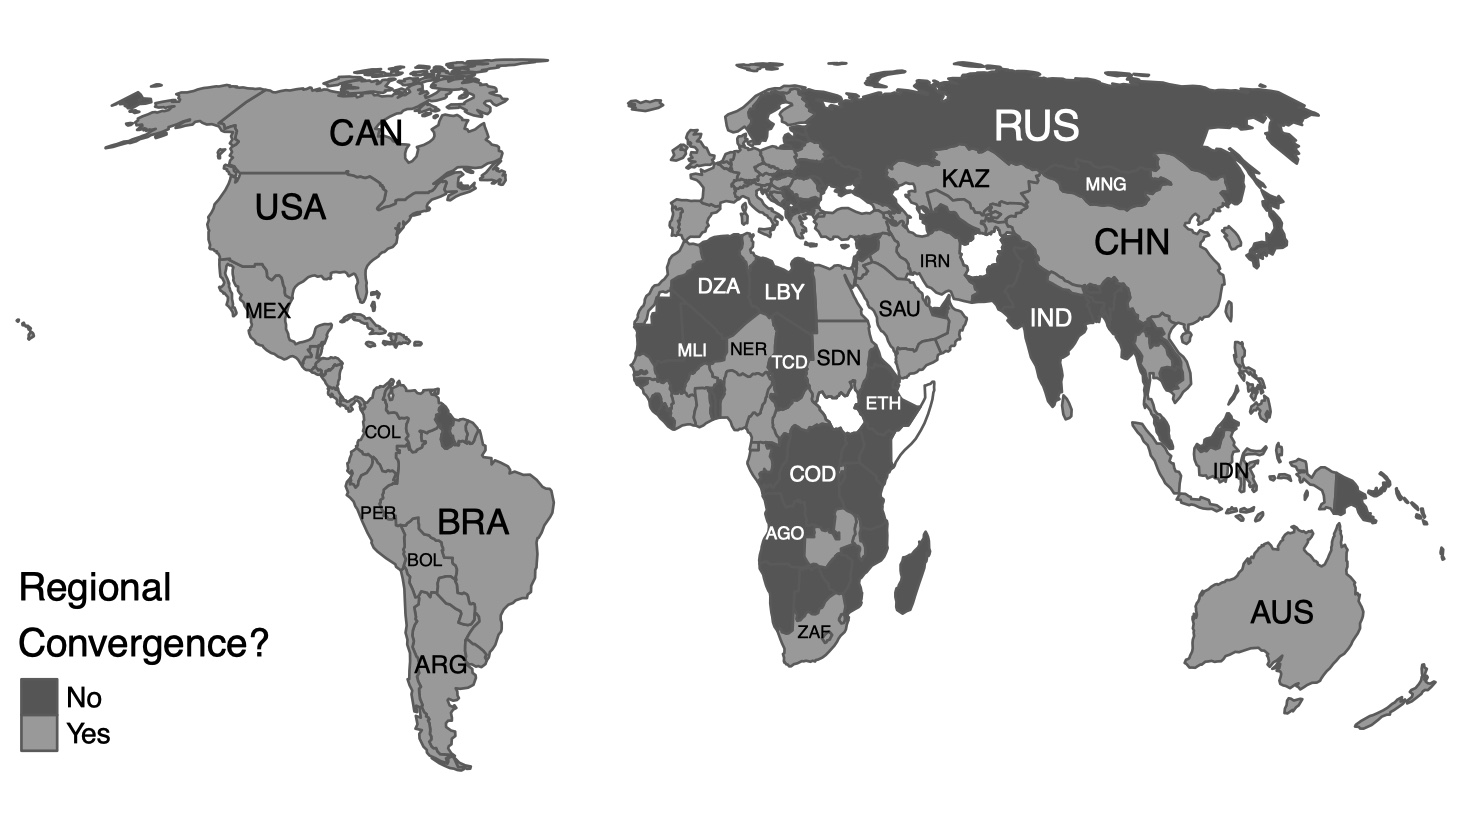 CAN
RUS
KAZ
MNG
USA
CHN
IRN
DZA
LBY
SAU
MEX
IND
MLI
NER
TCD
SDN
ETH
COL
COD
IDN
PER
BRA
AGO
BOL
AUS
ZAF
ARG
Regional
Convergence?
No
Yes